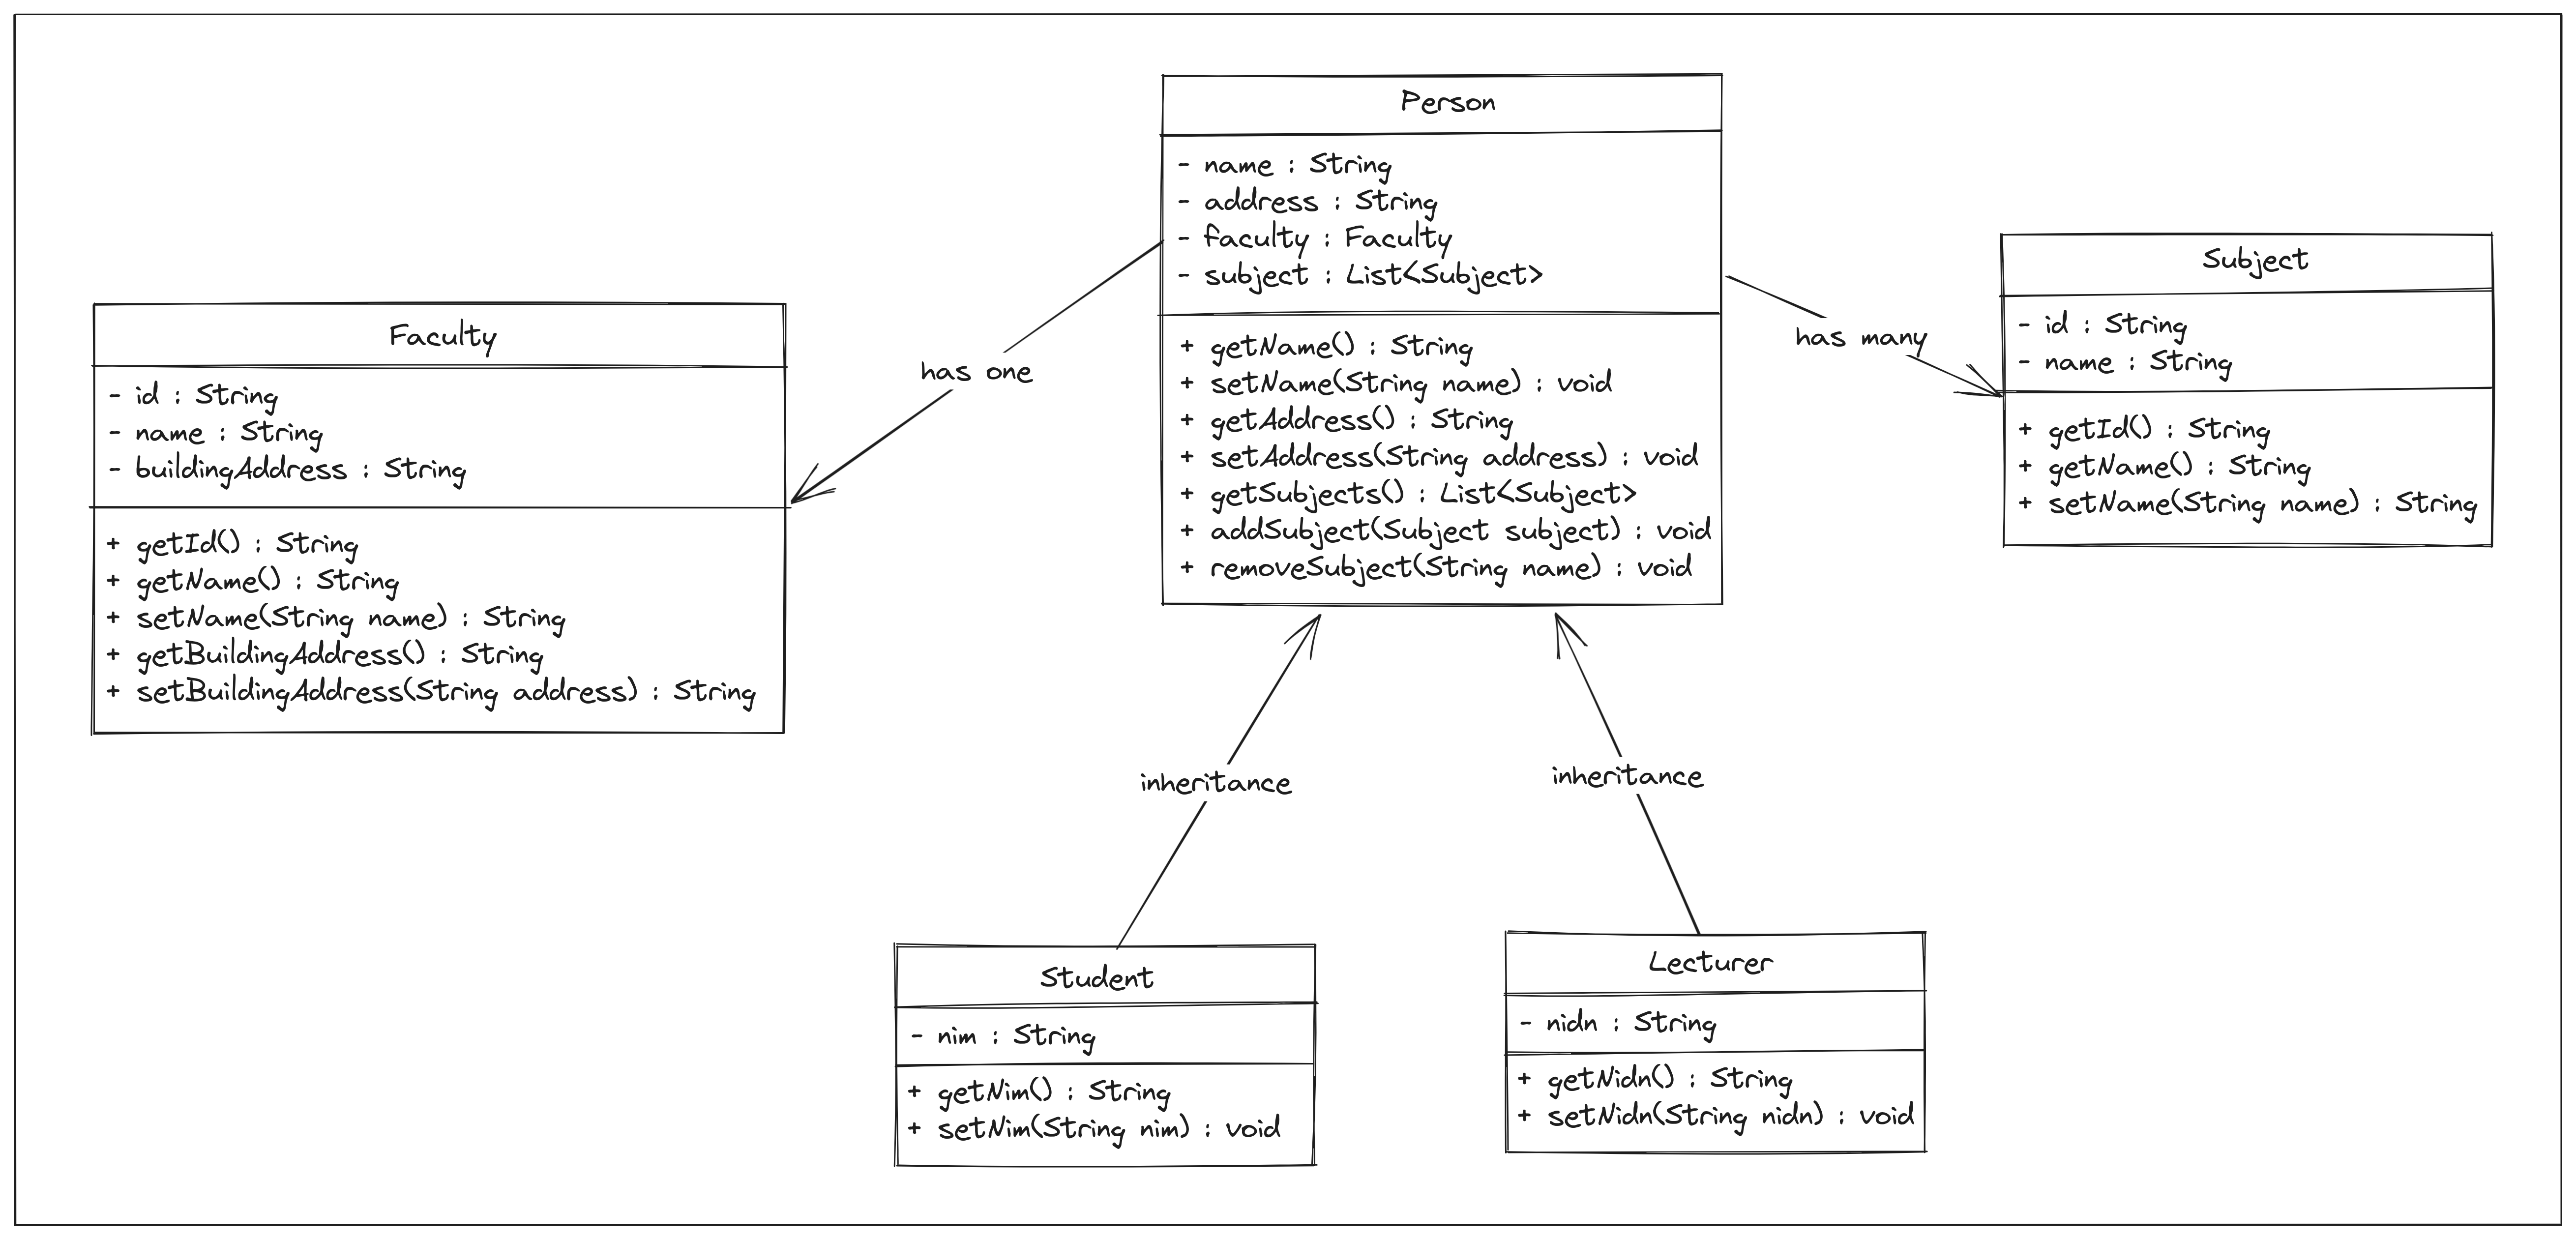 Person
- name : String
- address : String
- faculty : Faculty
- subject : List<Subject>
+ getName() : String
+ setName(String name) : void
+ getAddress() : String
+ setAddress(String address) : void
+ getSubjects() : List<Subject>
+ addSubject(Subject subject) : void
+ removeSubject(String name) : void
has one
has many
Faculty
- id : String
- name : String
- buildingAddress : String
+ getId() : String
+ getName() : String
+ setName(String name) : String
+ getBuildingAddress() : String
+ setBuildingAddress(String address) : String
Subject
- id : String
- name : String
+ getId() : String
+ getName() : String
+ setName(String name) : String
inheritance
inheritance
Student
- nim : String
+ getNim() : String
+ setNim(String nim) : void
Lecturer
- nidn : String
+ getNidn() : String
+ setNidn(String nidn) : void